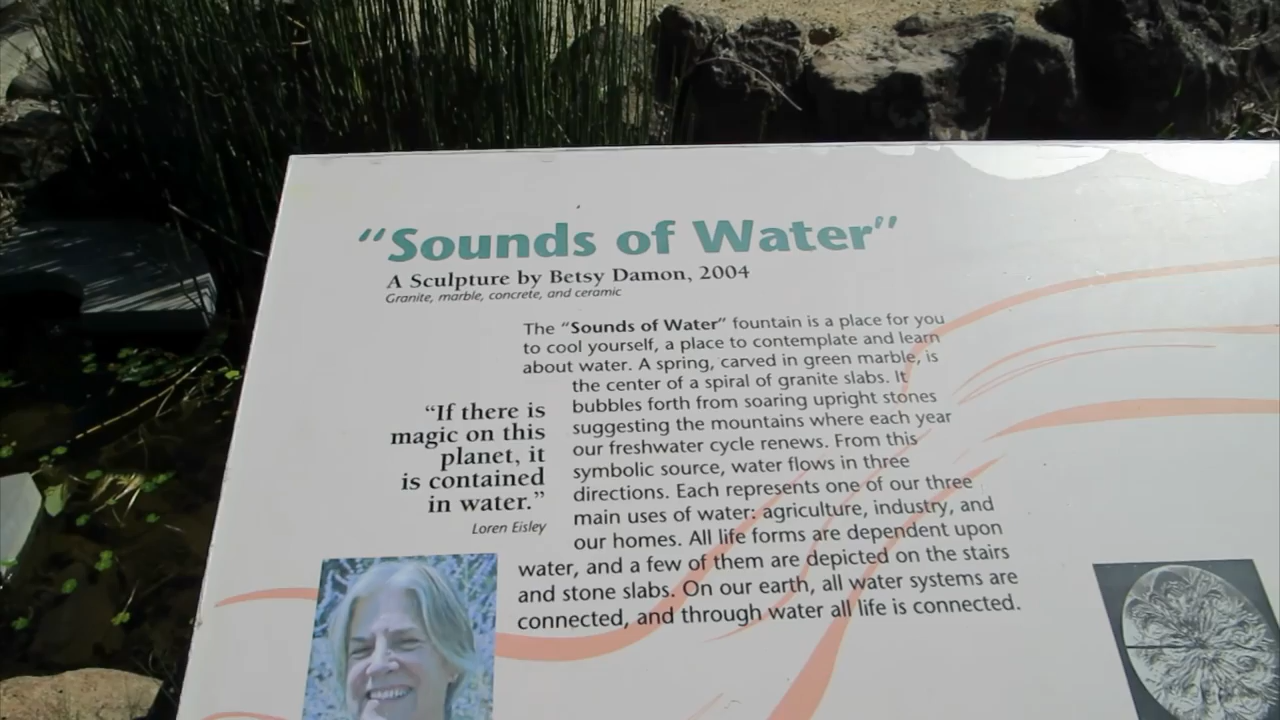 “Sounds of Water”
A Sculpture by Betsy Damon, 2004
Granite, marble, concrete, and ceramic
The “Sounds of Water” fountain is a place for you
to cool yourself, a place to contemplate and learn
about water. A spring, carved in green marble, is
the center of a spiral of granite slabs. It
bubbles forth from soaring upright stones
suggesting the mountains where each year
our freshwater cycle renews. From this
symbolic source, water flows in three
directions. Each represents one of our three
main uses of water: agriculture, industry, and
our homes. All life forms are dependent upon
water, and a few of them are depicted on the stairs
and stone slabs. On our earth, all water systems are
connected, and through water all life is connected.
“If there is
magic on this
planet, it
is contained
in water.”
Loren Eisley